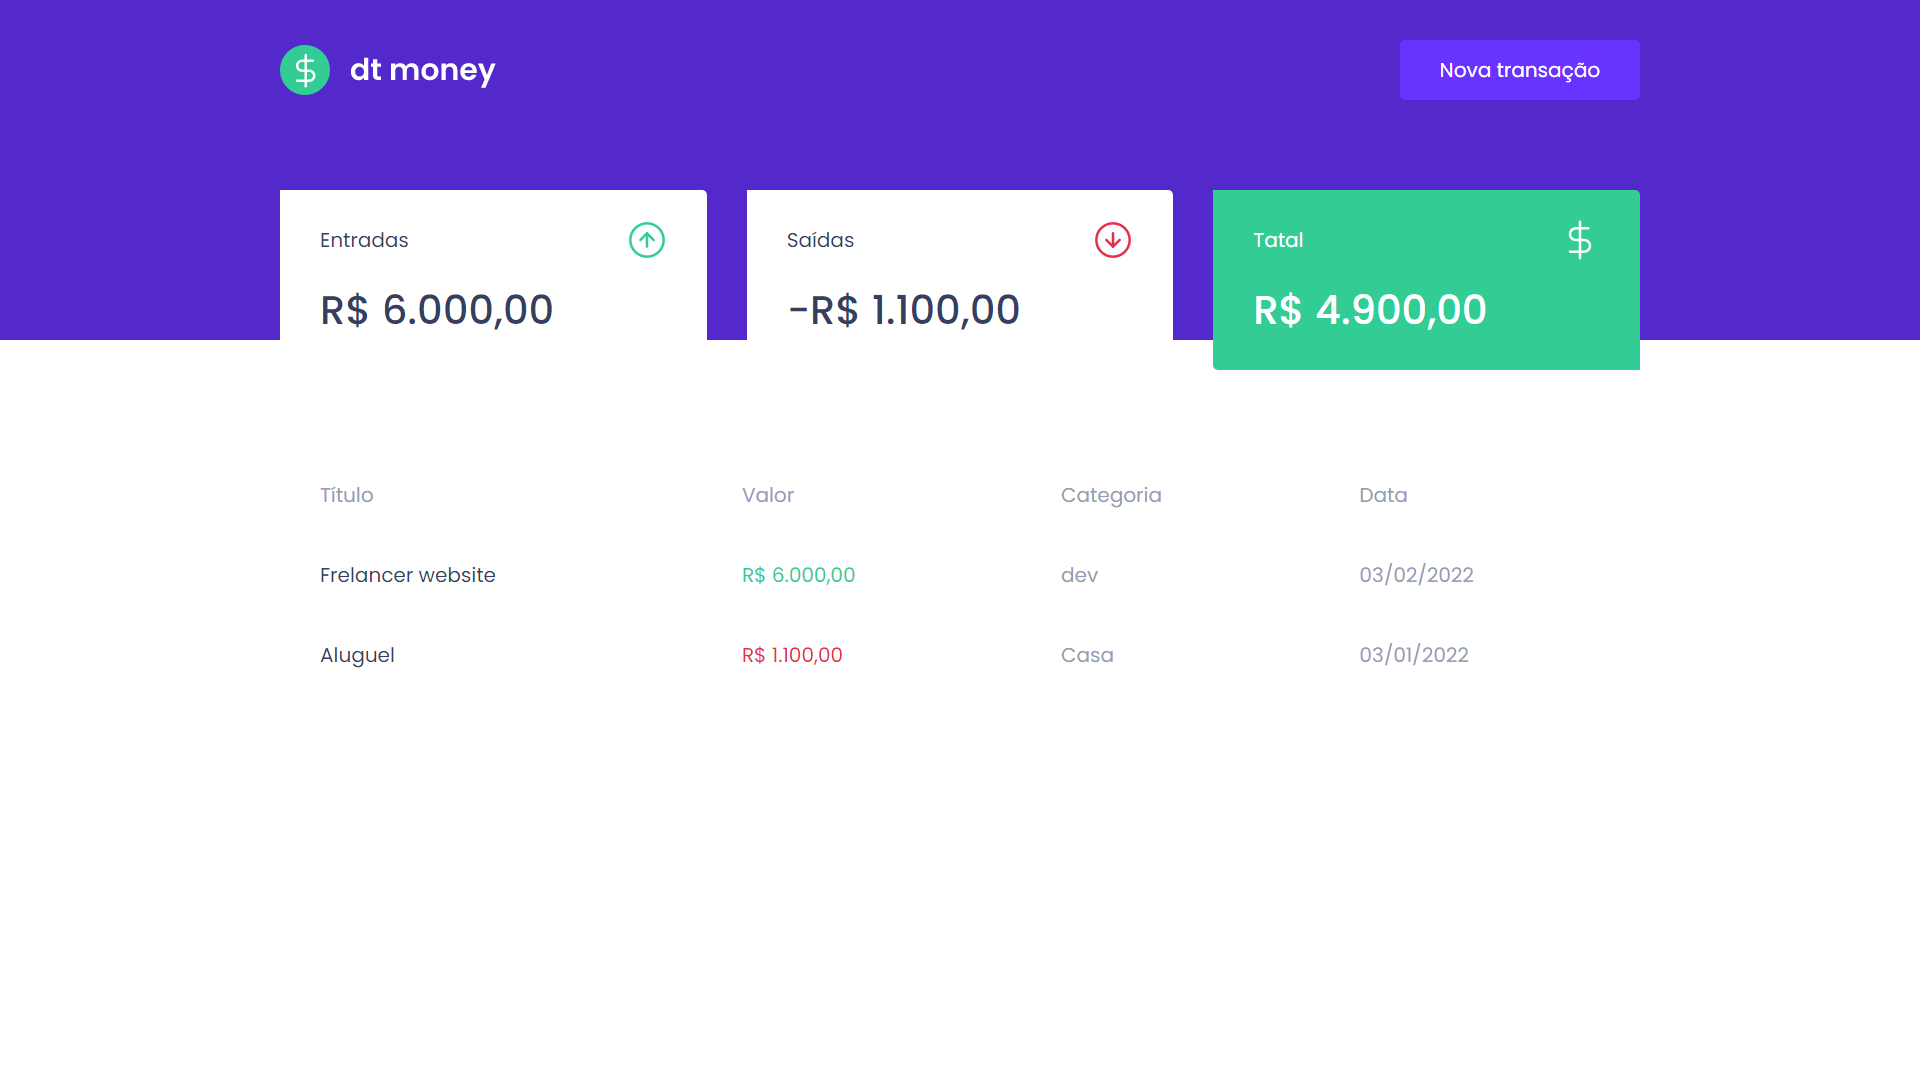 dt money
Nova transação
Entradas
R$ 6.000,00
Saídas
-R$ 1.100,00
Tatal
R$ 4.900,00
Título Valor Categoria Data
Frelancer website R$ 6.000,00 dev 03/02/2022
Aluguel R$ 1.100,00 Casa 03/01/2022